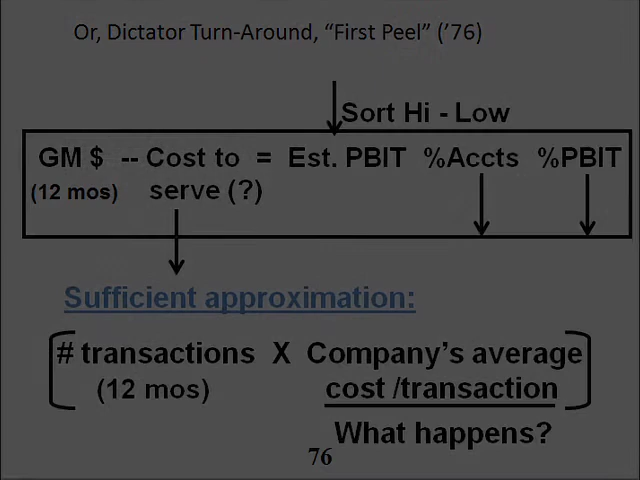 Or, Dictator Turn-Around, “First Peel” (’76)
Sort Hi - Low
GM $ -- Cost to = Est. PBIT %Accts %PBIT
(12 mos) serve (?)
Sufficient approximation:
# transactions X Company’s average
(12 mos) cost /transaction
What happens?
76